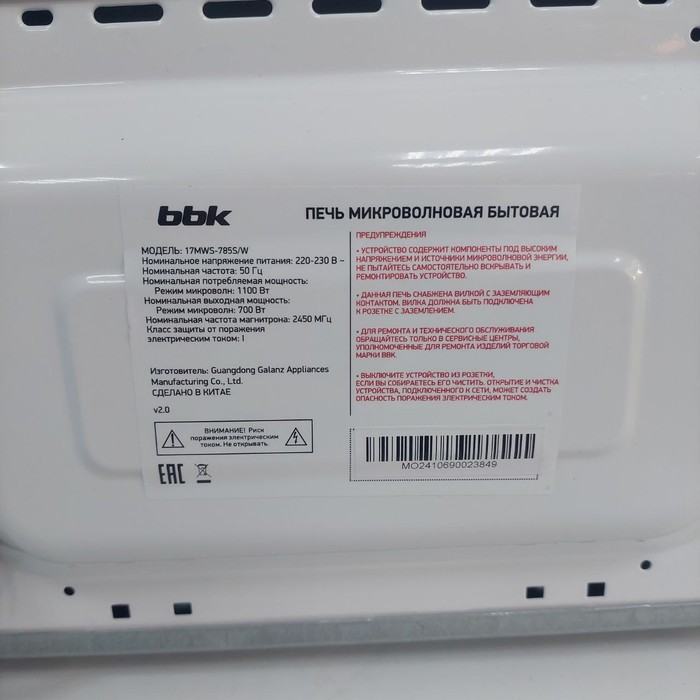 bbk
ПЕЧЬ МИКРОВОЛНОВАЯ БЫТОВАЯ
МОДЕЛЬ: 17MWS-785S/W
Номинальное напряжение питания: 220-230 В ~
Номинальная частота: 50 Гц
Номинальная потребляемая мощность:
Режим микроволн: 1100 Вт
Номинальная выходная мощность:
Режим микроволн: 700 Вт
Номинальная частота магнитрона: 2450 МГц
Класс защиты от поражения
электрическим током: I
Изготовитель: Guangdong Galanz Appliances
Manufacturing Co., Ltd.
СДЕЛАНО В КИТАЕ
v2.0
ВНИМАНИЕ! Риск
поражения электрическим
током. Не открывать.
EAC
ПРЕДУПРЕЖДЕНИЯ
• УСТРОЙСТВО СОДЕРЖИТ КОМПОНЕНТЫ ПОД ВЫСОКИМ
НАПРЯЖЕНИЕМ И ИСТОЧНИКИ МИКРОВОЛНОВОЙ ЭНЕРГИИ,
НЕ ПЫТАЙТЕСЬ САМОСТОЯТЕЛЬНО ВСКРЫВАТЬ И
РЕМОНТИРОВАТЬ УСТРОЙСТВО.
• ДАННАЯ ПЕЧЬ СНАБЖЕНА ВИЛКОЙ С ЗАЗЕМЛЯЮЩИМ
КОНТАКТОМ. ВИЛКА ДОЛЖНА БЫТЬ ПОДКЛЮЧЕНА
К РОЗЕТКЕ С ЗАЗЕМЛЕНИЕМ.
• ДЛЯ РЕМОНТА И ТЕХНИЧЕСКОГО ОБСЛУЖИВАНИЯ
ОБРАЩАЙТЕСЬ ТОЛЬКО В СЕРВИСНЫЕ ЦЕНТРЫ,
УПОЛНОМОЧЕННЫЕ ДЛЯ РЕМОНТА ИЗДЕЛИЙ ТОРГОВОЙ
МАРКИ BBK.
• ВЫКЛЮЧИТЕ УСТРОЙСТВО ИЗ РОЗЕТКИ,
ЕСЛИ ВЫ СОБИРАЕТЕСЬ ЕГО ЧИСТИТЬ. ОТКРЫТИЕ И ЧИСТКА
УСТРОЙСТВА, ПОДКЛЮЧЕННОГО К СЕТИ, МОЖЕТ СОЗДАТЬ
ОПАСНОСТЬ ПОРАЖЕНИЯ ЭЛЕКТРИЧЕСКИМ ТОКОМ.
MO2410690023849